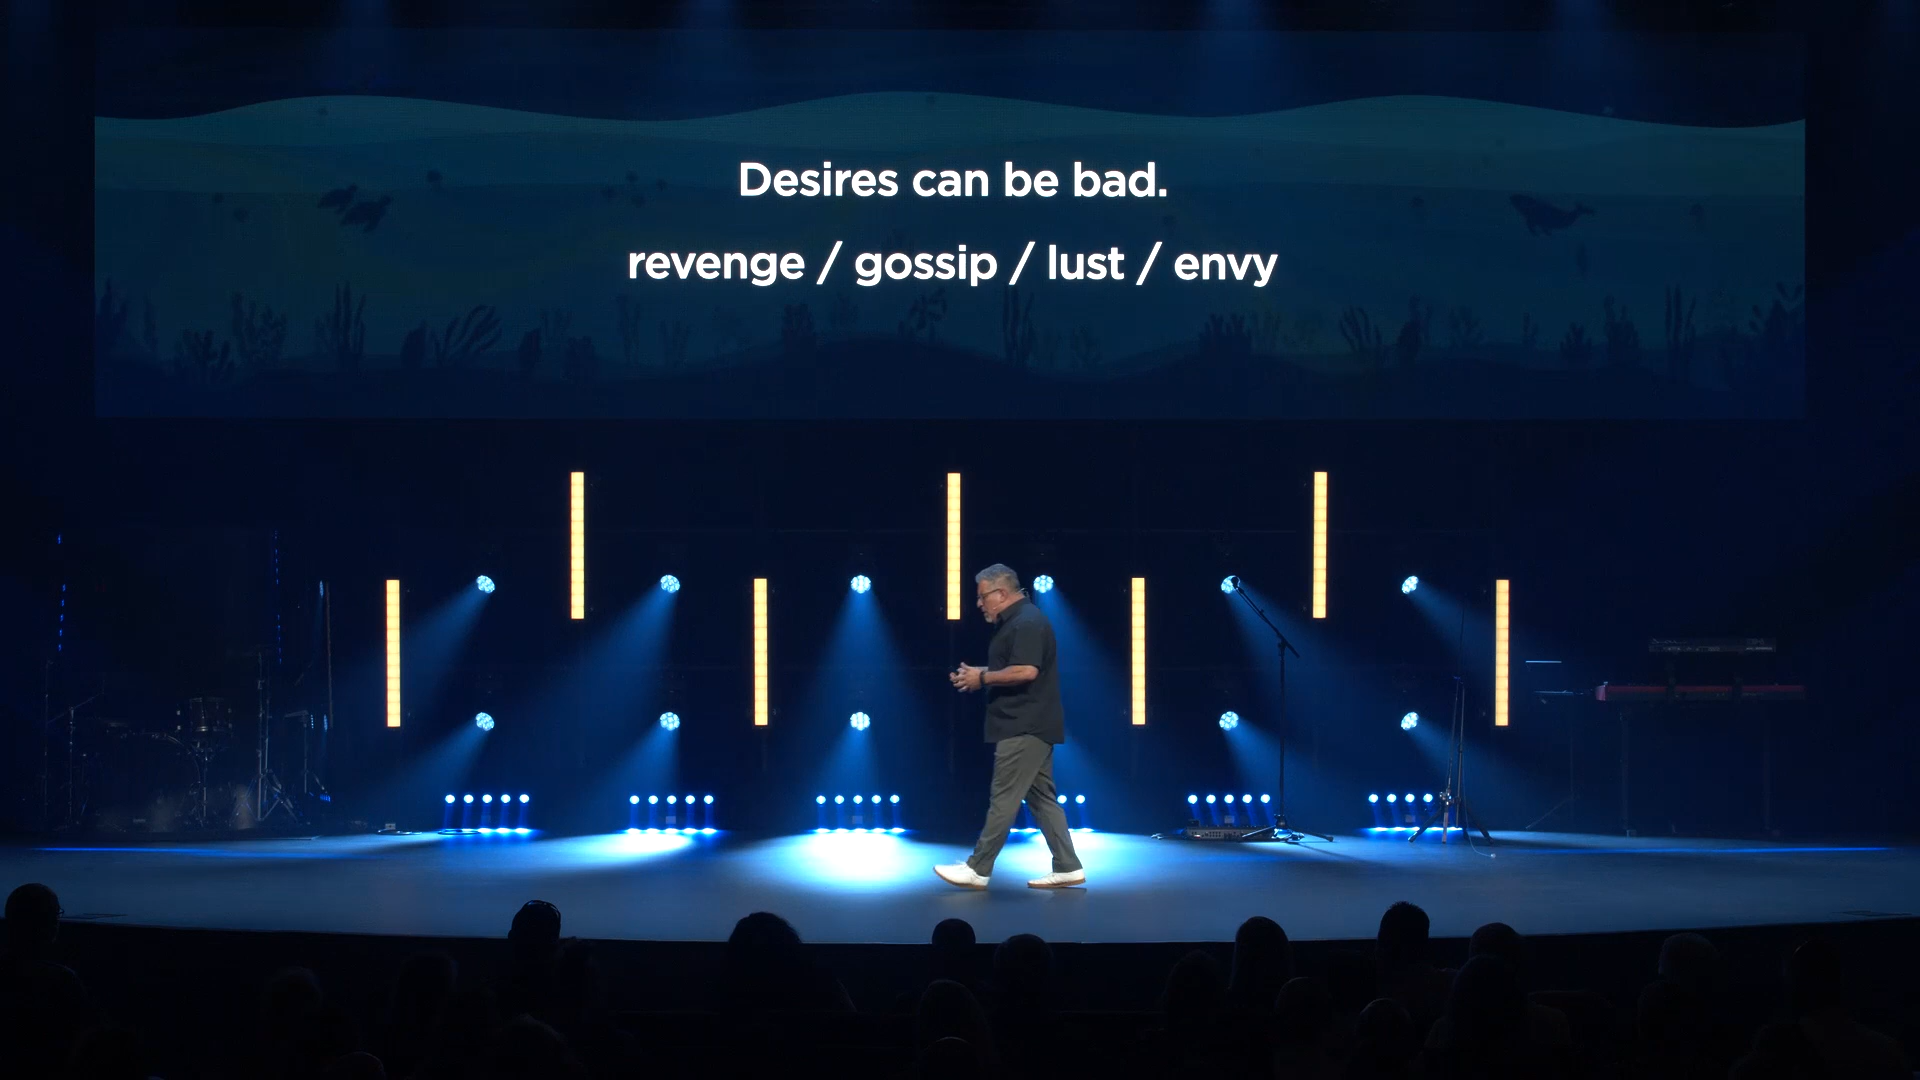 Desires can be bad.
revenge / gossip / lust / envy